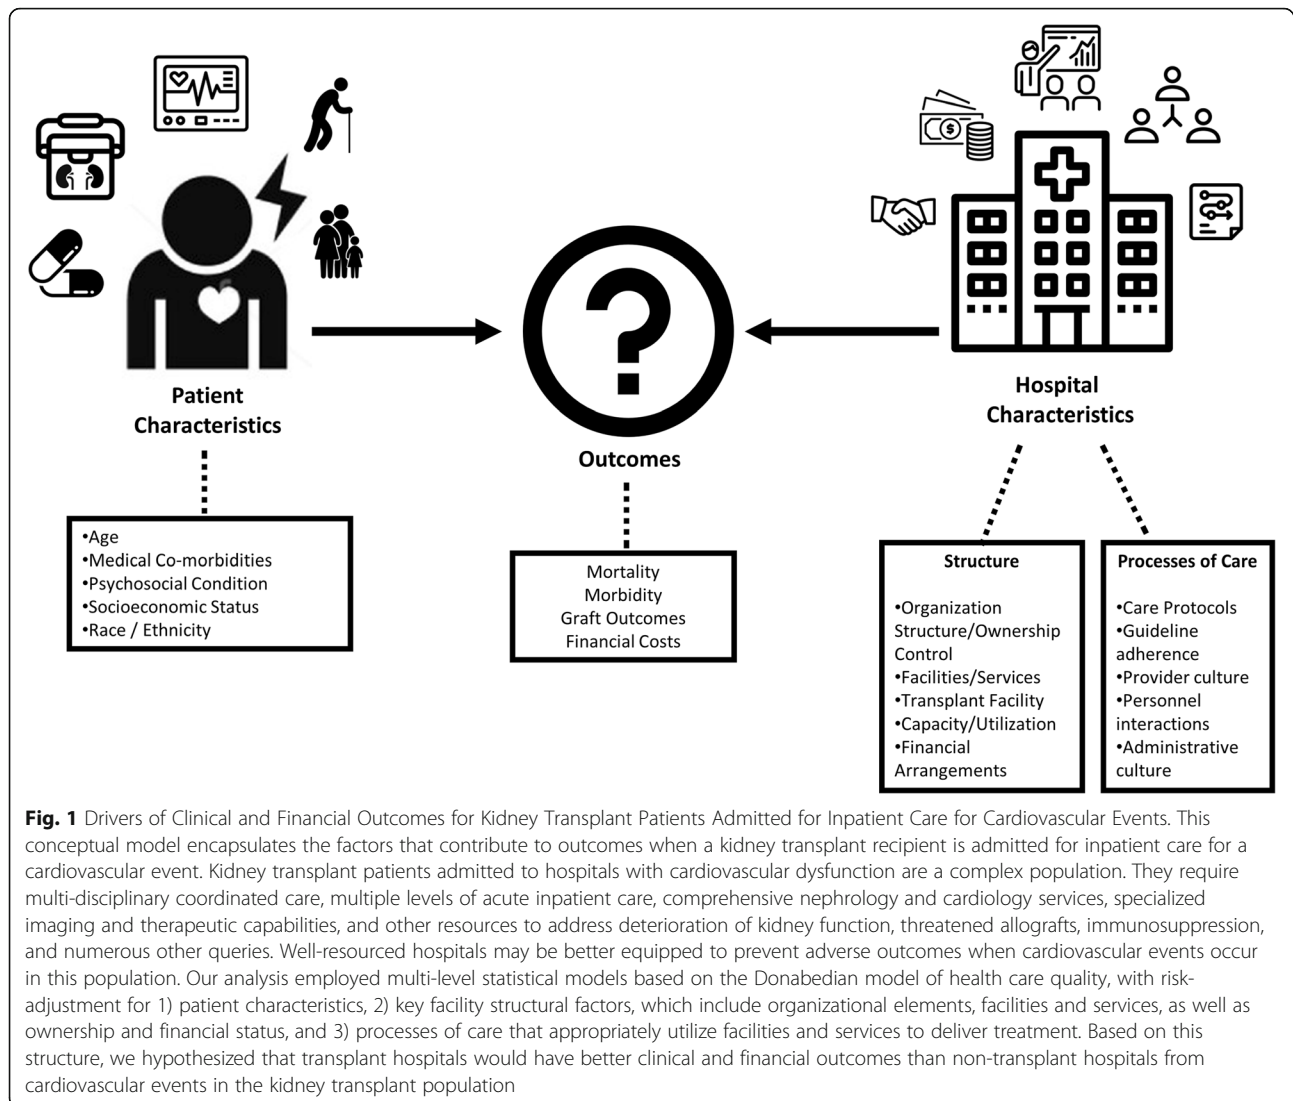 Patient
Characteristics
Outcomes
Hospital
Characteristics
•Age
•Medical Co-morbidities
•Psychosocial Condition
•Socioeconomic Status
•Race / Ethnicity
Mortality
Morbidity
Graft Outcomes
Financial Costs
Structure
•Organization
Structure/Ownership
Control
•Facilities/Services
•Transplant Facility
•Capacity/Utilization
•Financial
Arrangements
Processes of Care
•Care Protocols
•Guideline
adherence
•Provider culture
•Personnel
interactions
•Administrative
culture
Fig. 1 Drivers of Clinical and Financial Outcomes for Kidney Transplant Patients Admitted for Inpatient Care for Cardiovascular Events. This
conceptual model encapsulates the factors that contribute to outcomes when a kidney transplant recipient is admitted for inpatient care for a
cardiovascular event. Kidney transplant patients admitted to hospitals with cardiovascular dysfunction are a complex population. They require
multi-disciplinary coordinated care, multiple levels of acute inpatient care, comprehensive nephrology and cardiology services, specialized
imaging and therapeutic capabilities, and other resources to address deterioration of kidney function, threatened allografts, immunosuppression,
and numerous other queries. Well-resourced hospitals may be better equipped to prevent adverse outcomes when cardiovascular events occur
in this population. Our analysis employed multi-level statistical models based on the Donabedian model of health care quality, with risk-
adjustment for 1) patient characteristics, 2) key facility structural factors, which include organizational elements, facilities and services, as well as
ownership and financial status, and 3) processes of care that appropriately utilize facilities and services to deliver treatment. Based on this
structure, we hypothesized that transplant hospitals would have better clinical and financial outcomes than non-transplant hospitals from
cardiovascular events in the kidney transplant population